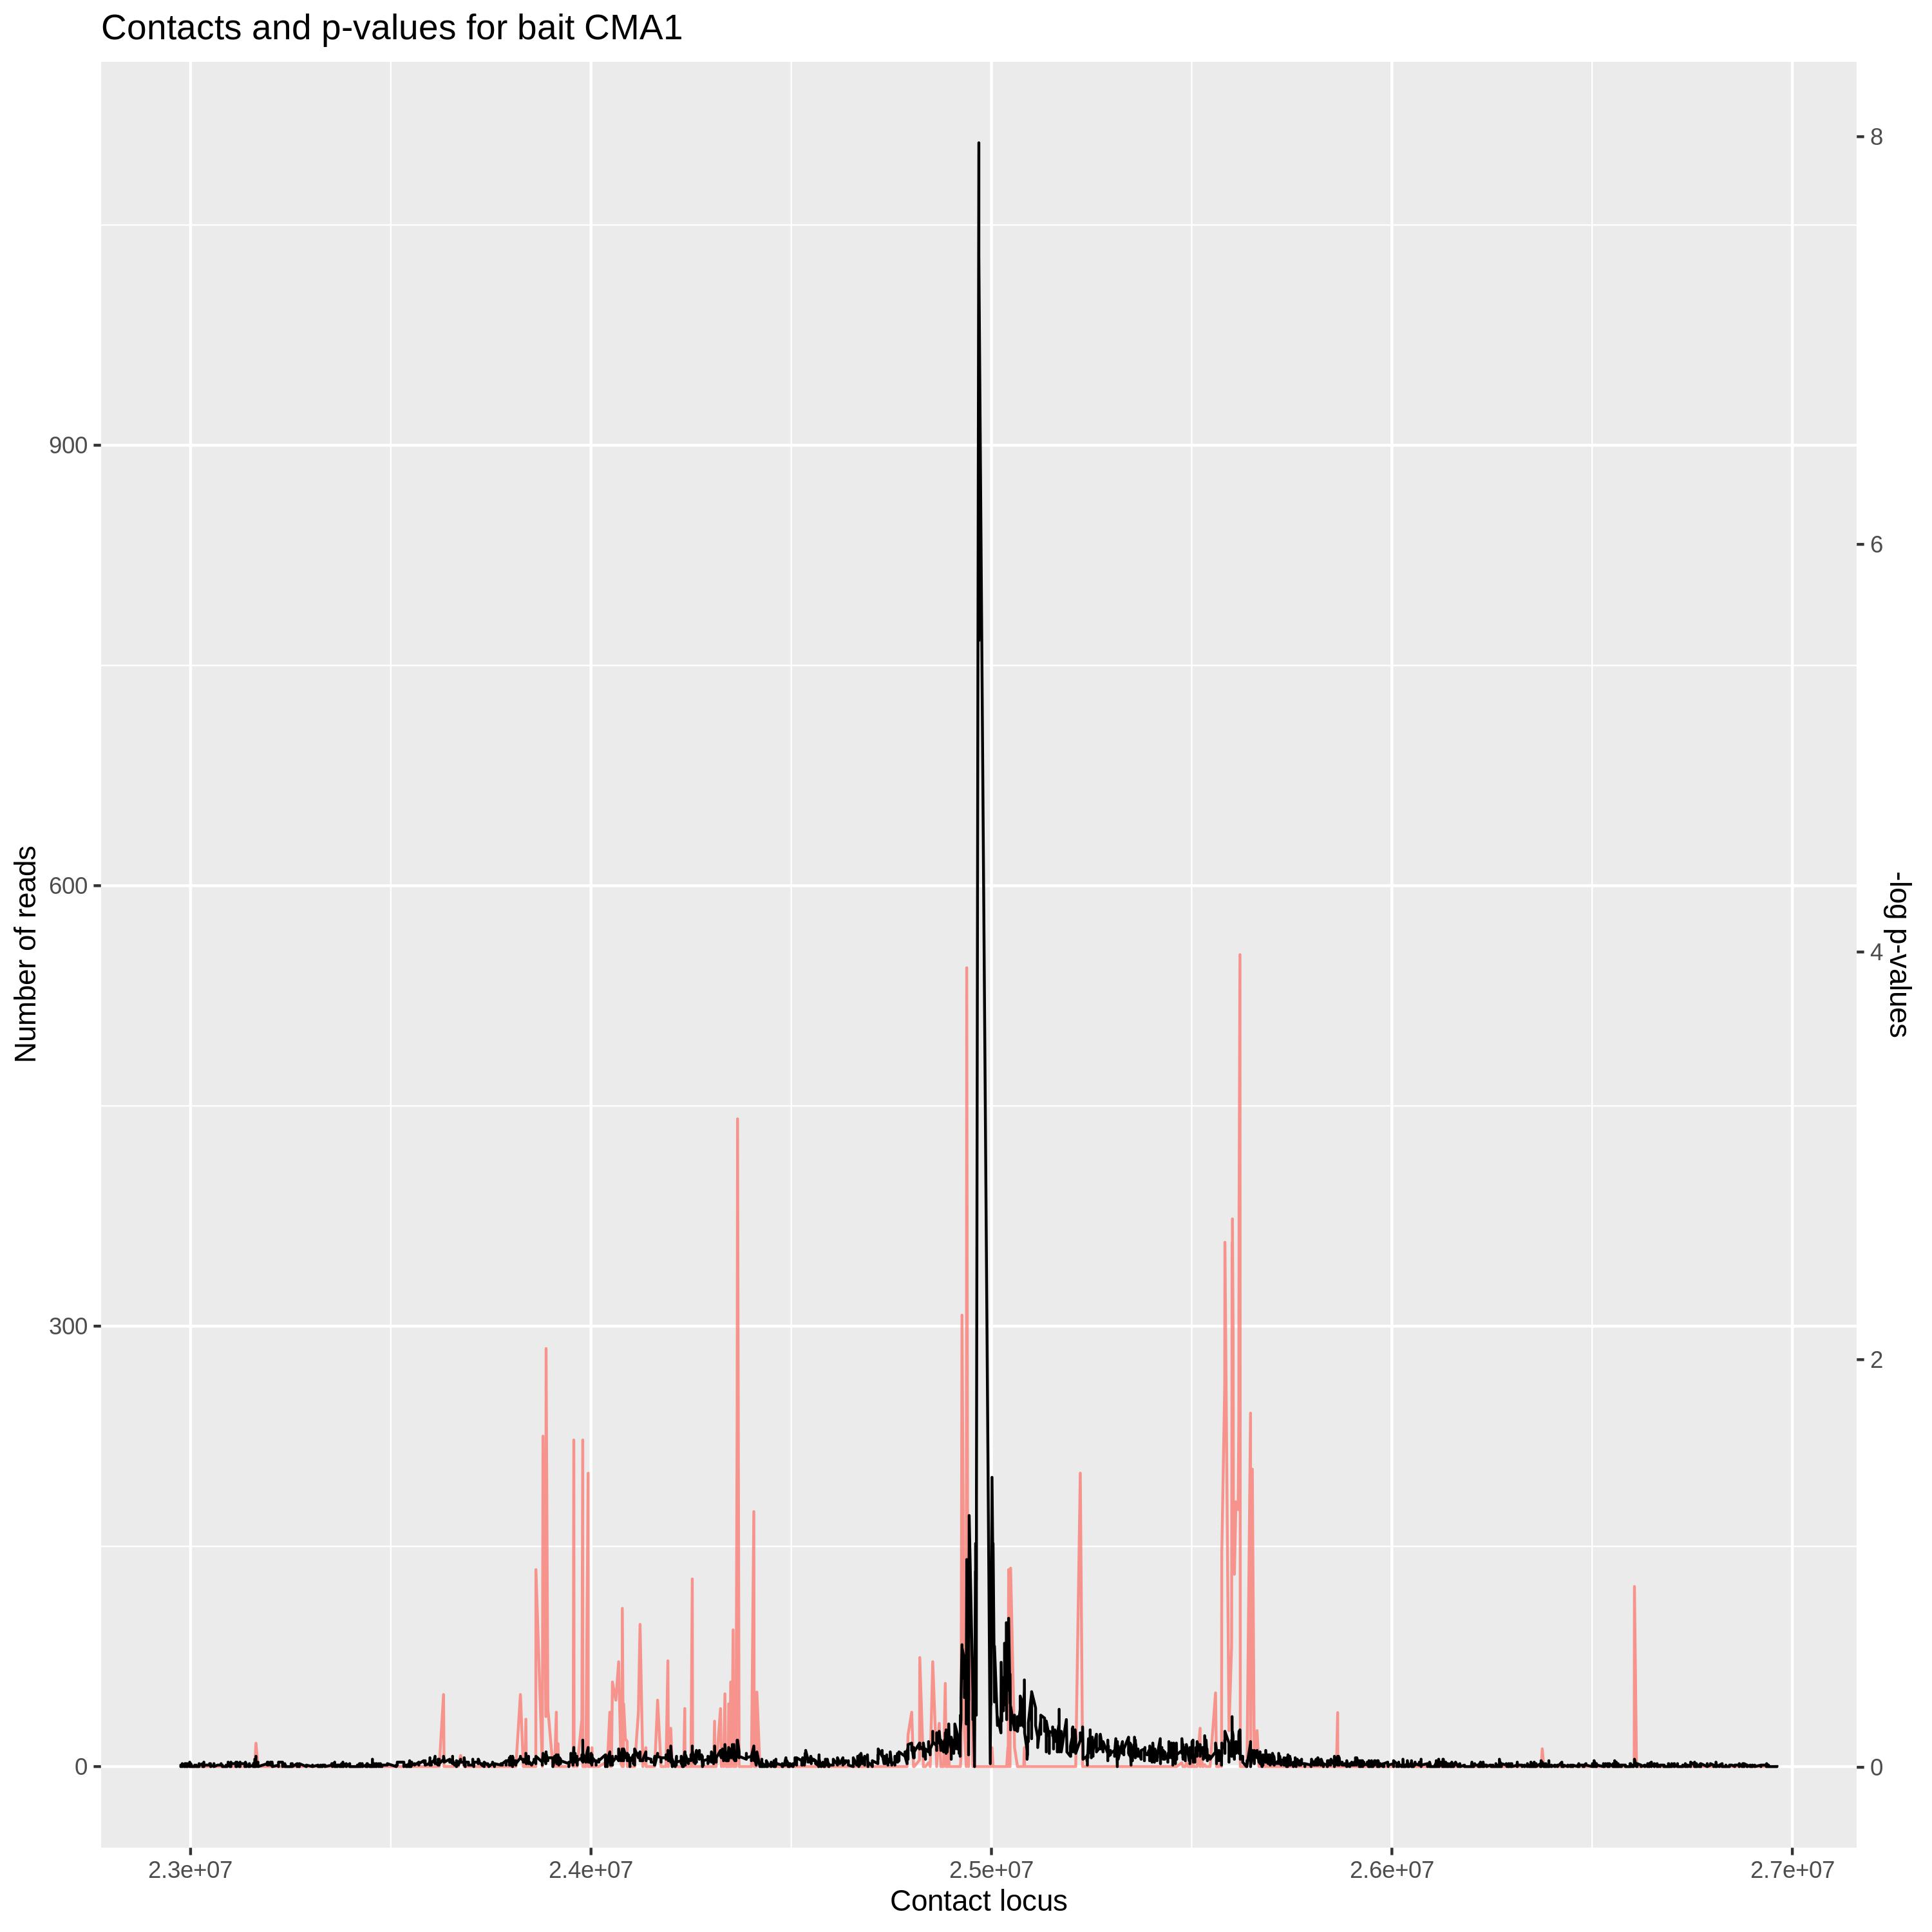 Contacts and p-values for bait CMA1
8
900
6
Number of reads
600
-log p-values
4
300
2
0
0
2.3e+07
2.4e+07
2.5e+07
2.6e+07
2.7e+07
Contact locus